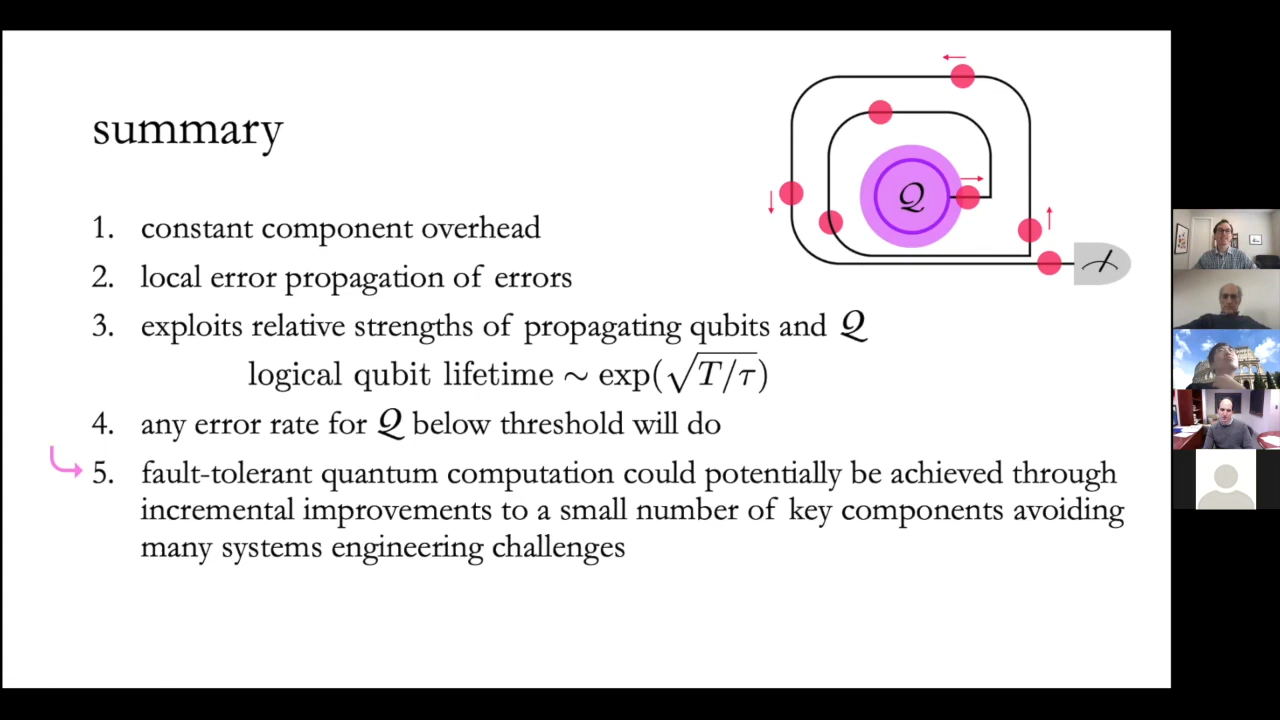 summary
1. constant component overhead
2. local error propagation of errors
3. exploits relative strengths of propagating qubits and 𝒬
logical qubit lifetime ~ exp(√T/τ)
4. any error rate for 𝒬 below threshold will do
5. fault-tolerant quantum computation could potentially be achieved through
incremental improvements to a small number of key components avoiding
many systems engineering challenges
𝒬